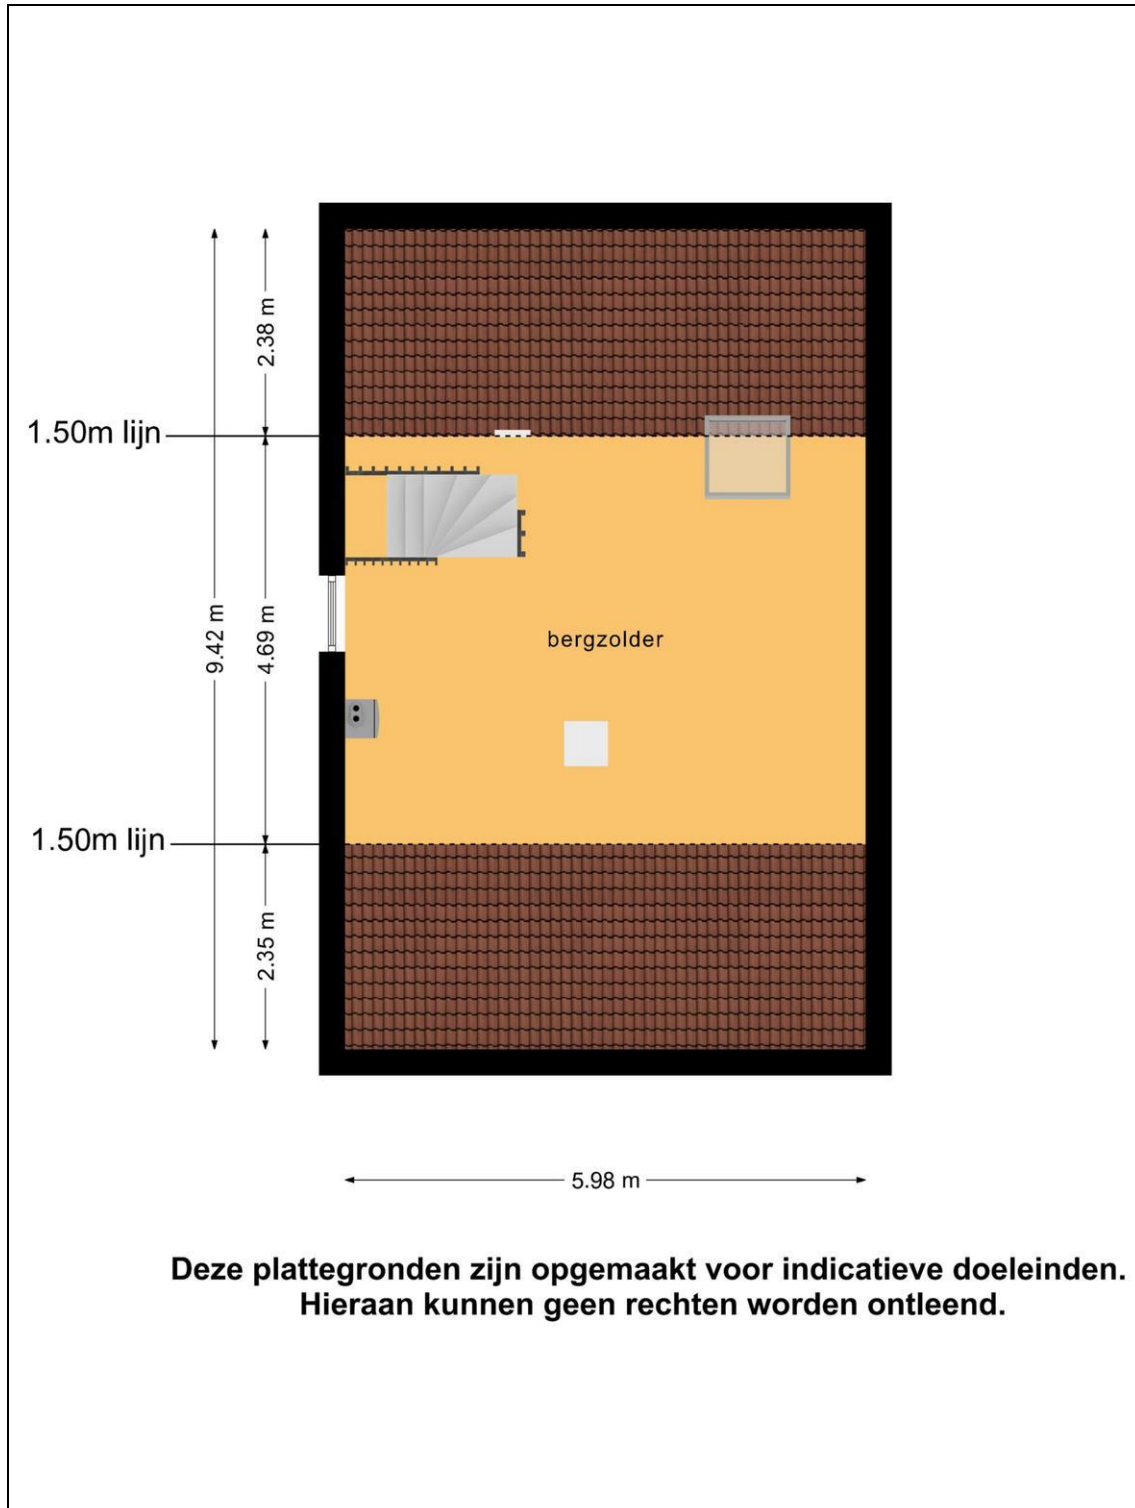 2.38 m
1.50m lijn
9.42 m
4.69 m
bergzolder
1.50m lijn
2.35 m
5.98 m
Deze plattegronden zijn opgemaakt voor indicatieve doeleinden.
Hieraan kunnen geen rechten worden ontleend.